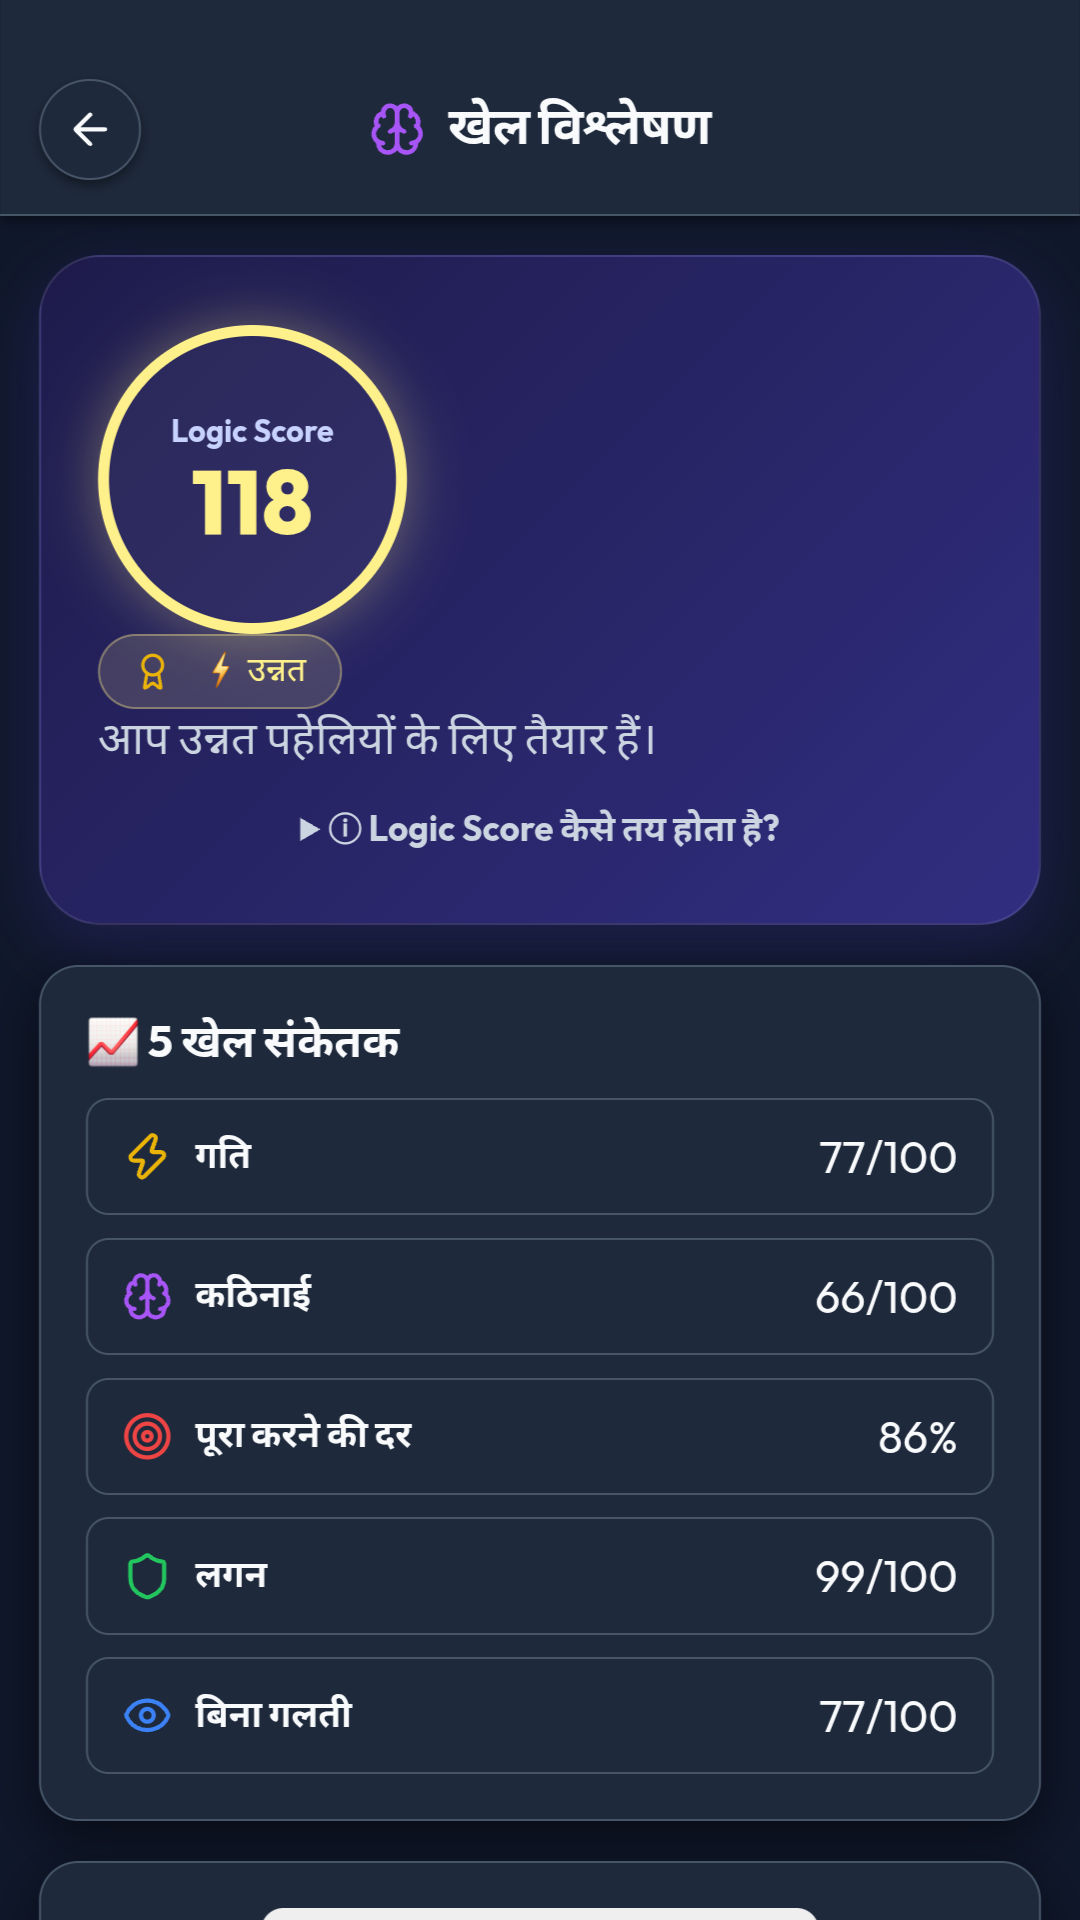 खेल विश्लेषण
Logic Score
118
उन्नत
आप उन्नत पहेलियों के लिए तैयार हैं।
▶ ⓘ Logic Score कैसे तय होता है?
5 खेल संकेतक
गति 77/100
कठिनाई 66/100
पूरा करने की दर 86%
लगन 99/100
बिना गलती 77/100